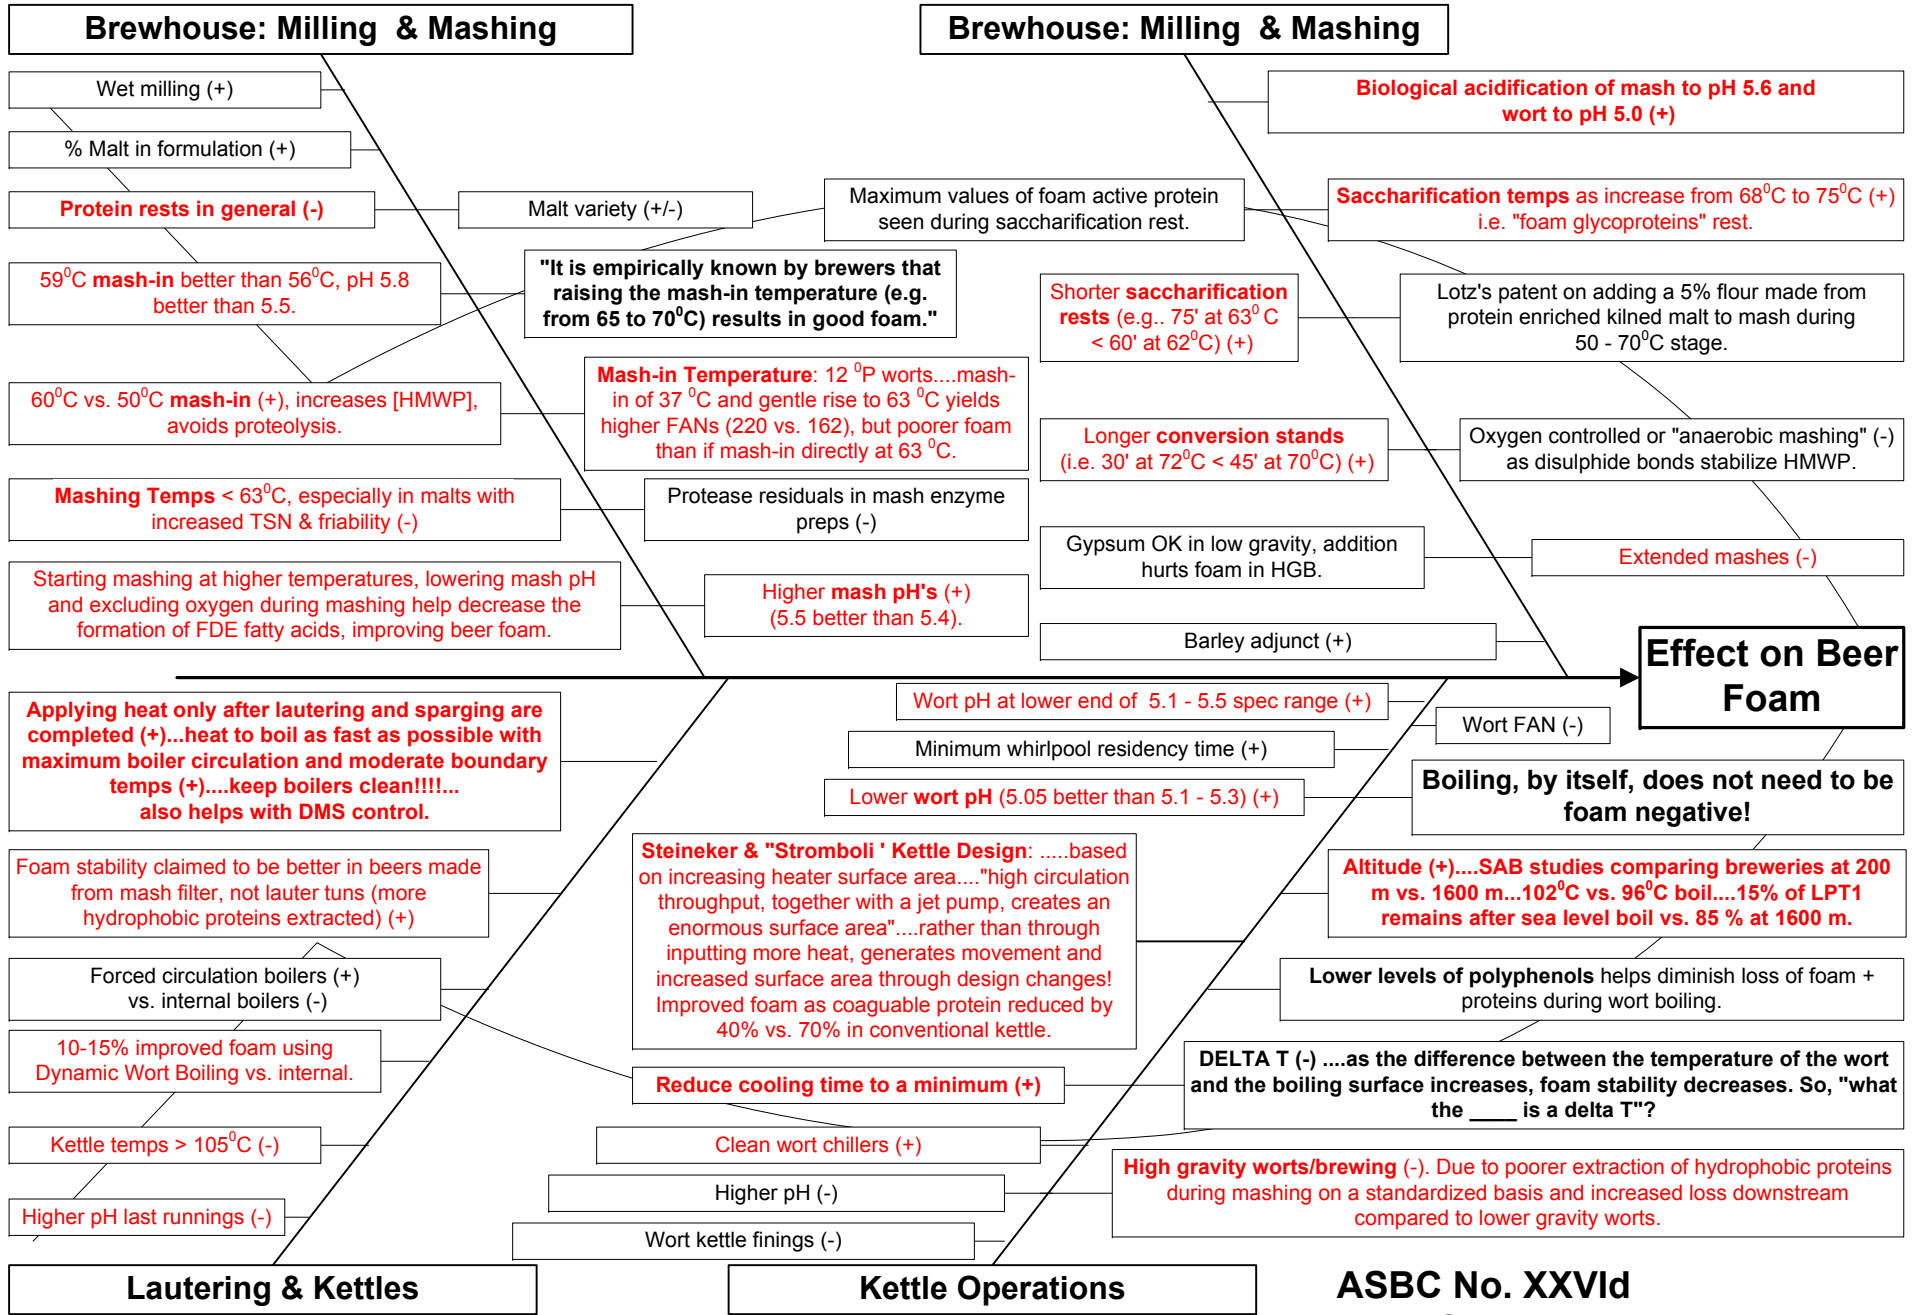 Brewhouse: Milling & Mashing
Wet milling (+)
% Malt in formulation (+)
Protein rests in general (-)
Malt variety (+/-)
59⁰C mash-in better than 56⁰C, pH 5.8
better than 5.5.
"It is empirically known by brewers that
raising the mash-in temperature (e.g.
from 65 to 70⁰C) results in good foam."
60⁰C vs. 50⁰C mash-in (+), increases [HMWP],
avoids proteolysis.
Mash-in Temperature: 12 ⁰P worts....mash-
in of 37 ⁰C and gentle rise to 63 ⁰C yields
higher FANs (220 vs. 162), but poorer foam
than if mash-in directly at 63 ⁰C.
Mashing Temps < 63⁰C, especially in malts with
increased TSN & friability (-)
Protease residuals in mash enzyme
preps (-)
Starting mashing at higher temperatures, lowering mash pH
and excluding oxygen during mashing help decrease the
formation of FDE fatty acids, improving beer foam.
Higher mash pH's (+)
(5.5 better than 5.4).
Brewhouse: Milling & Mashing
Biological acidification of mash to pH 5.6 and
wort to pH 5.0 (+)
Maximum values of foam active protein
seen during saccharification rest.
Saccharification temps as increase from 68⁰C to 75⁰C (+)
i.e. "foam glycoproteins" rest.
Shorter saccharification
rests (e.g.. 75' at 63⁰ C
< 60' at 62⁰C) (+)
Lotz's patent on adding a 5% flour made from
protein enriched kilned malt to mash during
50 - 70⁰C stage.
Longer conversion stands
(i.e. 30' at 72⁰C < 45' at 70⁰C) (+)
Oxygen controlled or "anaerobic mashing" (-)
as disulphide bonds stabilize HMWP.
Gypsum OK in low gravity, addition
hurts foam in HGB.
Extended mashes (-)
Barley adjunct (+)
Effect on Beer
Foam
Applying heat only after lautering and sparging are
completed (+)...heat to boil as fast as possible with
maximum boiler circulation and moderate boundary
temps (+)....keep boilers clean!!!!...
also helps with DMS control.
Foam stability claimed to be better in beers made
from mash filter, not lauter tuns (more
hydrophobic proteins extracted) (+)
Forced circulation boilers (+)
vs. internal boilers (-)
10-15% improved foam using
Dynamic Wort Boiling vs. internal.
Kettle temps > 105⁰C (-)
Higher pH last runnings (-)
Lautering & Kettles
Wort pH at lower end of  5.1 - 5.5 spec range (+)
Wort FAN (-)
Minimum whirlpool residency time (+)
Lower wort pH (5.05 better than 5.1 - 5.3) (+)
Boiling, by itself, does not need to be
foam negative!
Steineker & "Stromboli ' Kettle Design: .....based
on increasing heater surface area...."high circulation
throughput, together with a jet pump, creates an
enormous surface area"....rather than through
inputting more heat, generates movement and
increased surface area through design changes!
Improved foam as coaguable protein reduced by
40% vs. 70% in conventional kettle.
Altitude (+)....SAB studies comparing breweries at 200
m vs. 1600 m...102⁰C vs. 96⁰C boil....15% of LPT1
remains after sea level boil vs. 85 % at 1600 m.
Lower levels of polyphenols helps diminish loss of foam +
proteins during wort boiling.
Reduce cooling time to a minimum (+)
DELTA T (-) ....as the difference between the temperature of the wort
and the boiling surface increases, foam stability decreases. So, "what
the ____ is a delta T"?
Clean wort chillers (+)
Higher pH (-)
High gravity worts/brewing (-). Due to poorer extraction of hydrophobic proteins
during mashing on a standardized basis and increased loss downstream
compared to lower gravity worts.
Wort kettle finings (-)
Kettle Operations
ASBC No. XXVId